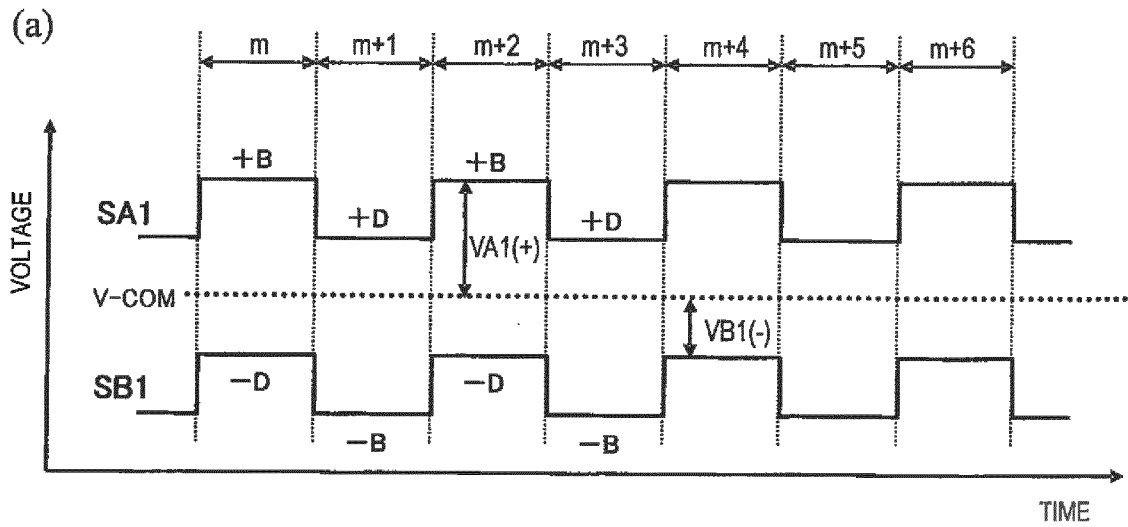 (a)
m m+1 m+2 m+3 m+4 m+5 m+6
+B +B
SA1 +D VA1(+) +D
VOLTAGE
V-COM
VB1(-)
SB1 -D -D
-B -B
TIME